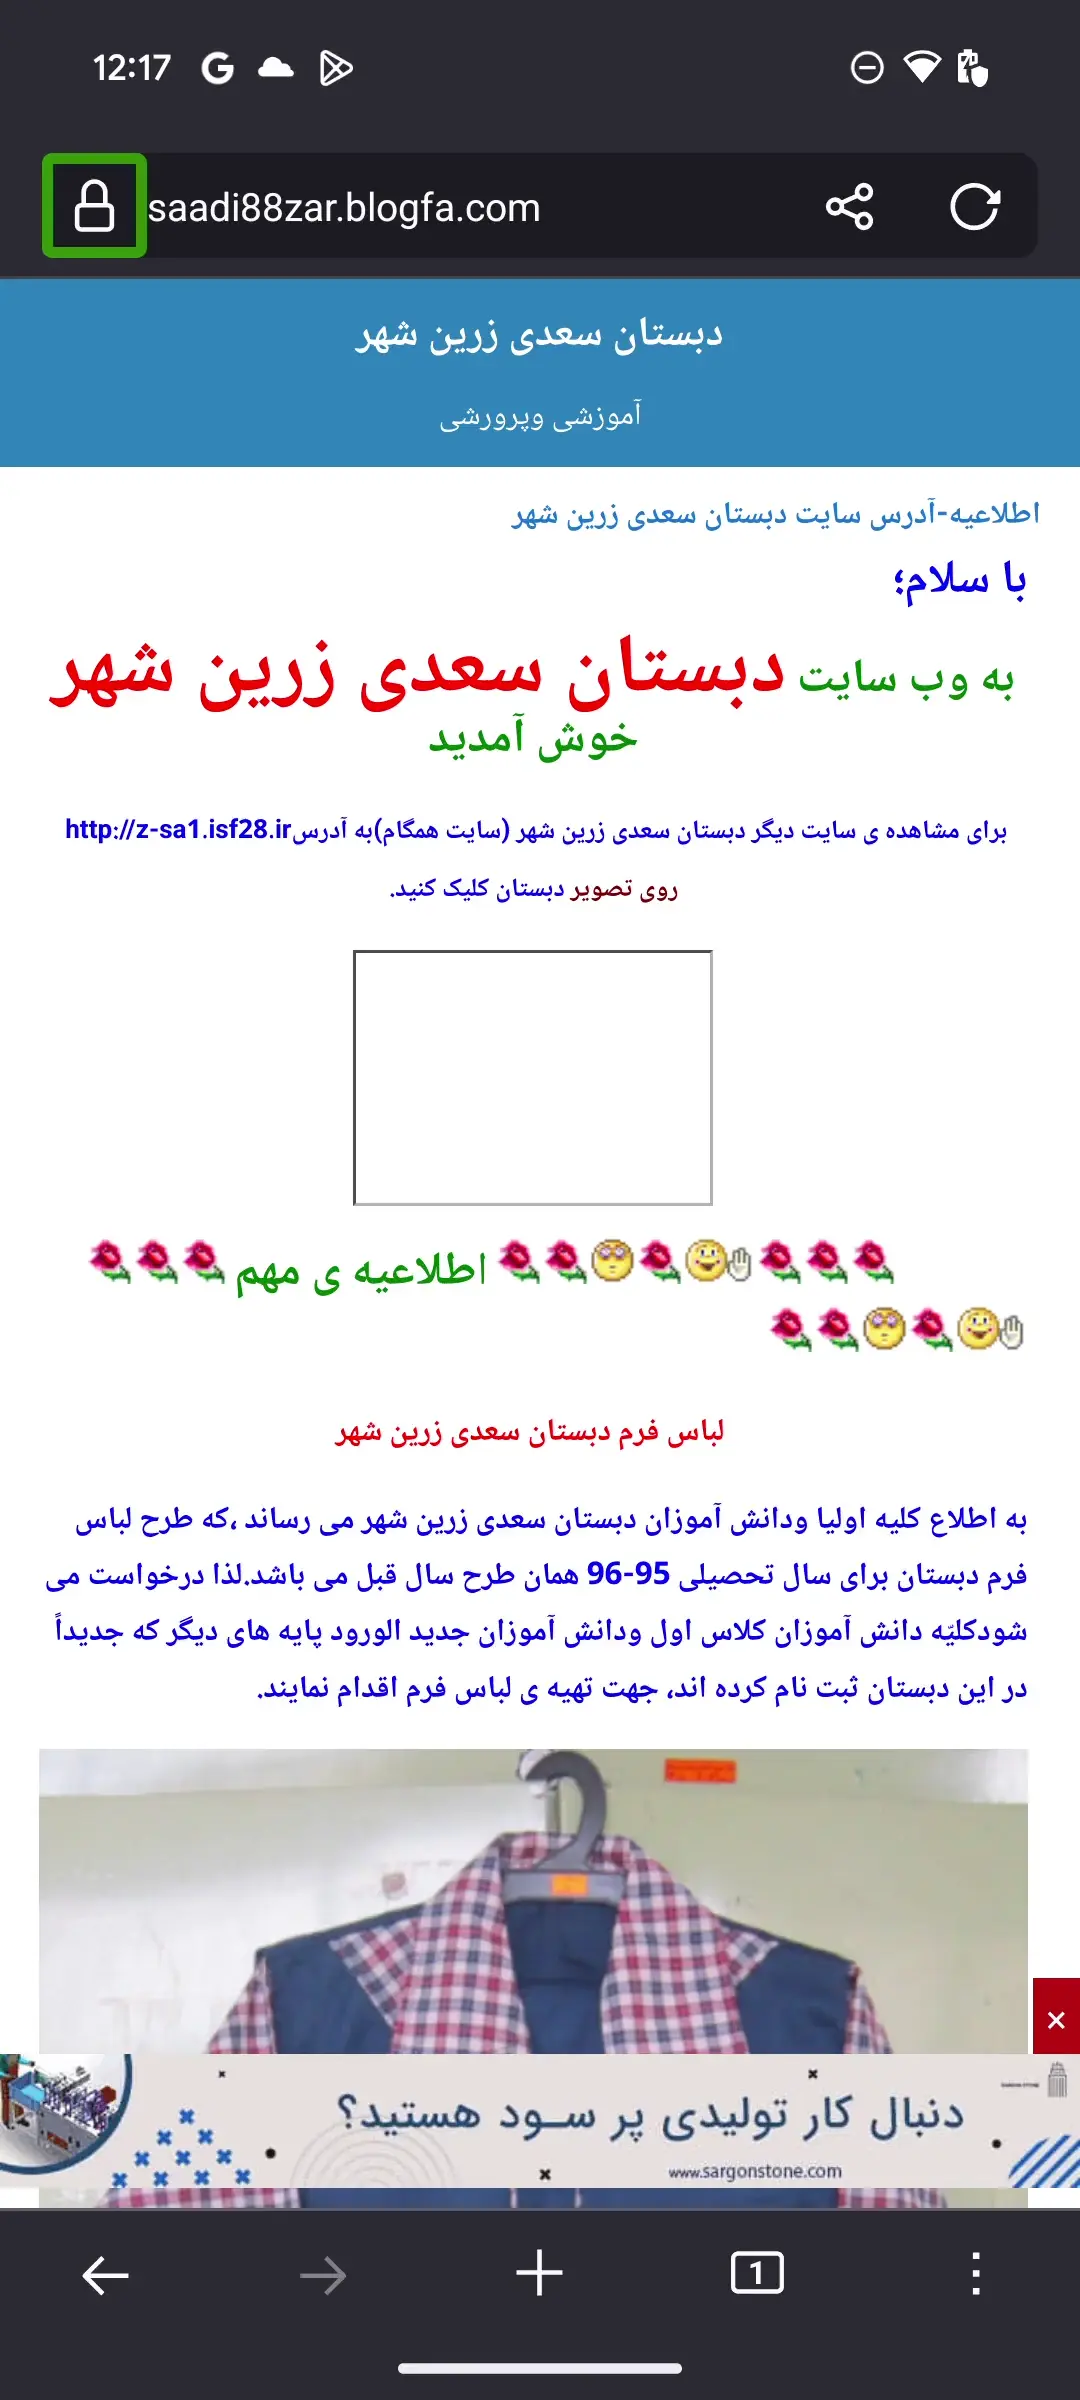 12:17
saadi88zar.blogfa.com
دبستان سعدی زرین شهر
آموزشی وپرورشی
اطلاعیه-آدرس سایت دبستان سعدی زرین شهر
با سلام؛
به وب سایت دبستان سعدی زرین شهر
خوش آمدید
برای مشاهده ی سایت دیگر دبستان سعدی زرین شهر (سایت همگام)به آدرسhttp://z-sa1.isf28.ir
روی تصویر دبستان کلیک کنید.
اطلاعیه ی مهم
لباس فرم دبستان سعدی زرین شهر
به اطلاع کلیه اولیا ودانش آموزان دبستان سعدی زرین شهر می رساند ،که طرح لباس
فرم دبستان برای سال تحصیلی 95-96 همان طرح سال قبل می باشد.لذا درخواست می
شودکلیّه دانش آموزان کلاس اول ودانش آموزان جدید الورود پایه های دیگر که جدیداً
در این دبستان ثبت نام کرده اند، جهت تهیه ی لباس فرم اقدام نمایند.
دنبال کار تولیدی پر سود هستید؟
www.sargonstone.com
1